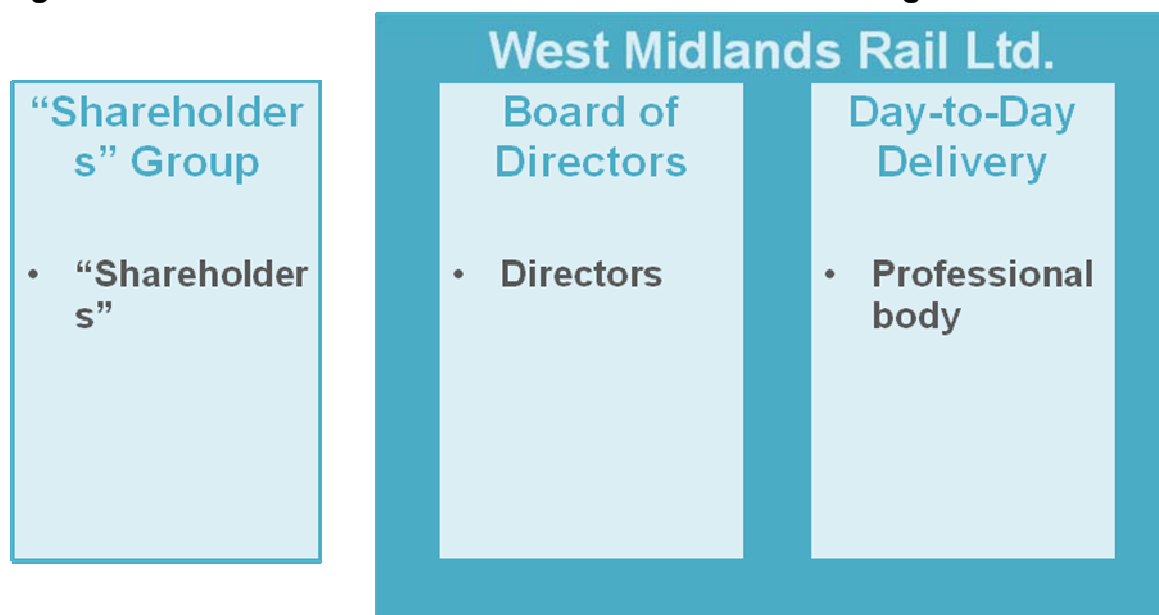 West Midlands Rail Ltd.
“Shareholder
s” Group
• “Shareholder
s”
Board of
Directors
• Directors
Day-to-Day
Delivery
• Professional
body